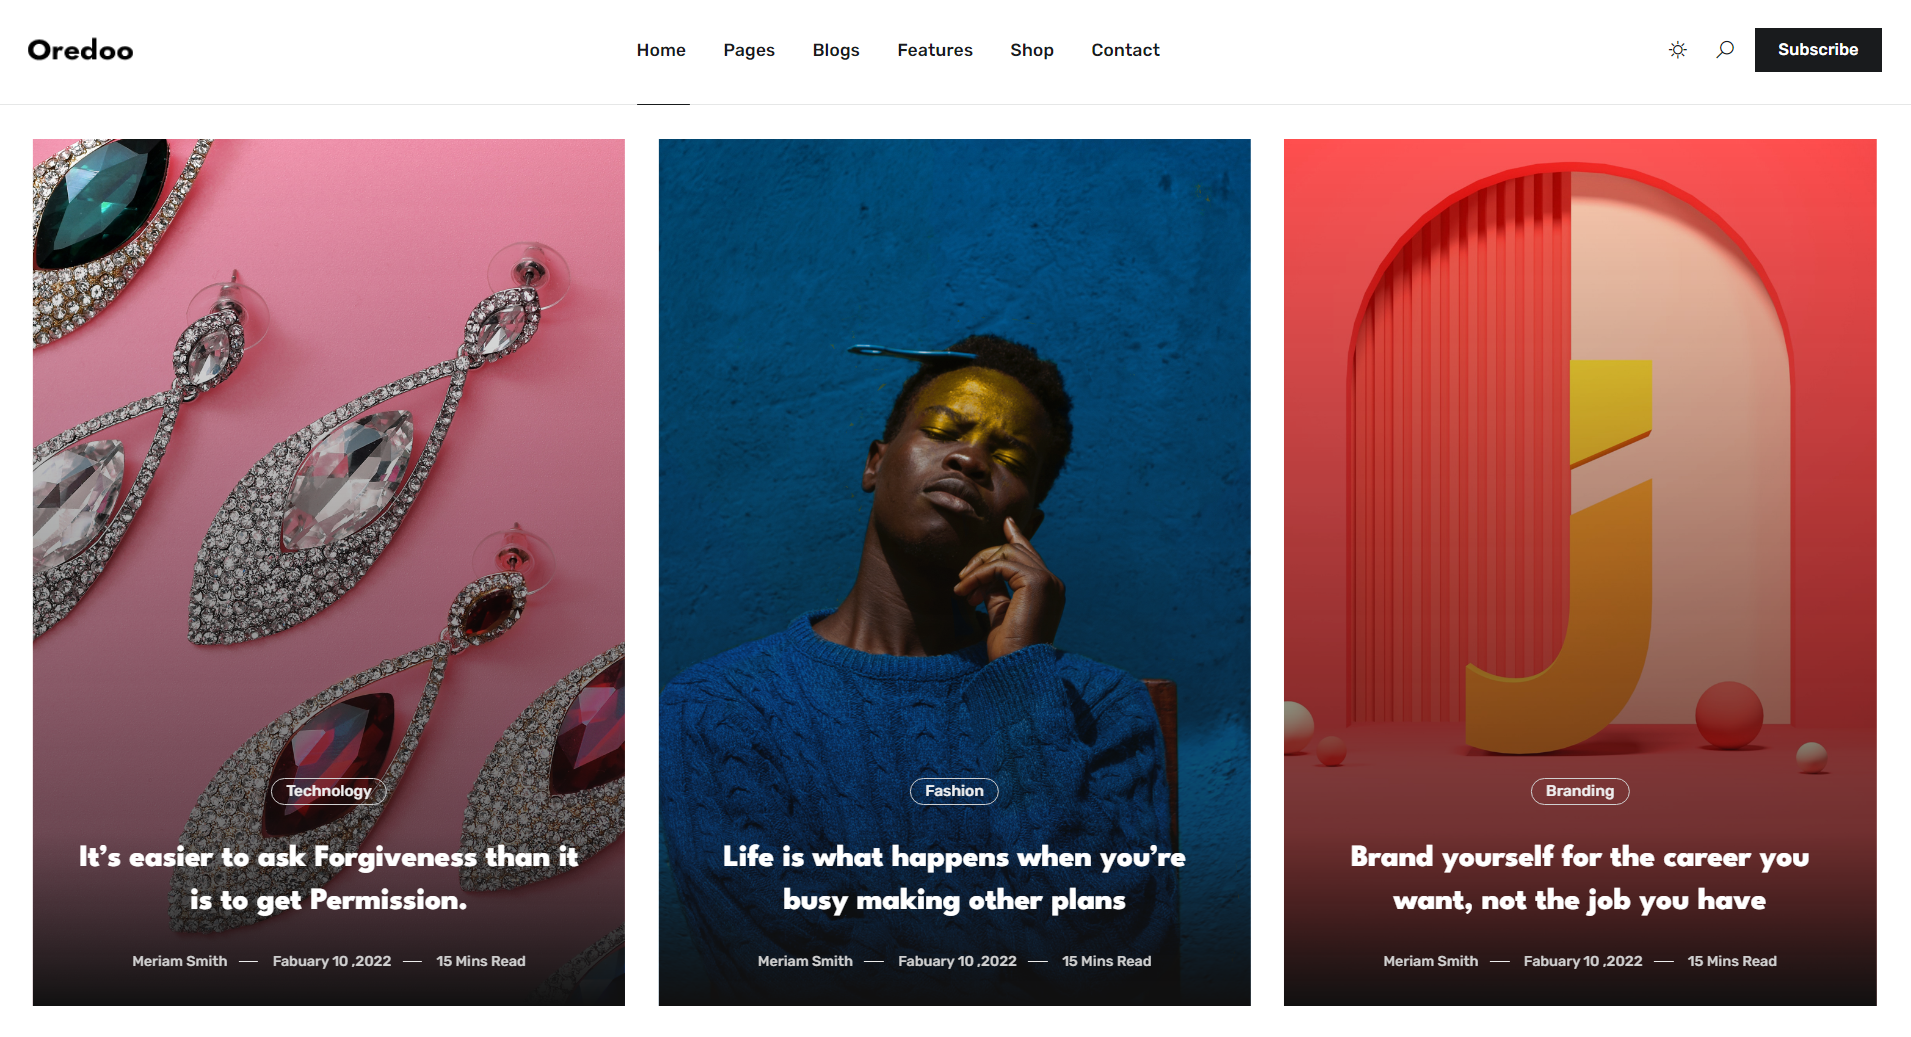 Oredoo
Home Pages Blogs Features Shop Contact
Subscribe
Technology
It’s easier to ask Forgiveness than it
is to get Permission.
Meriam Smith — Fabuary 10 ,2022 — 15 Mins Read
Fashion
Life is what happens when you’re
busy making other plans
Meriam Smith — Fabuary 10 ,2022 — 15 Mins Read
Branding
Brand yourself for the career you
want, not the job you have
Meriam Smith — Fabuary 10 ,2022 — 15 Mins Read